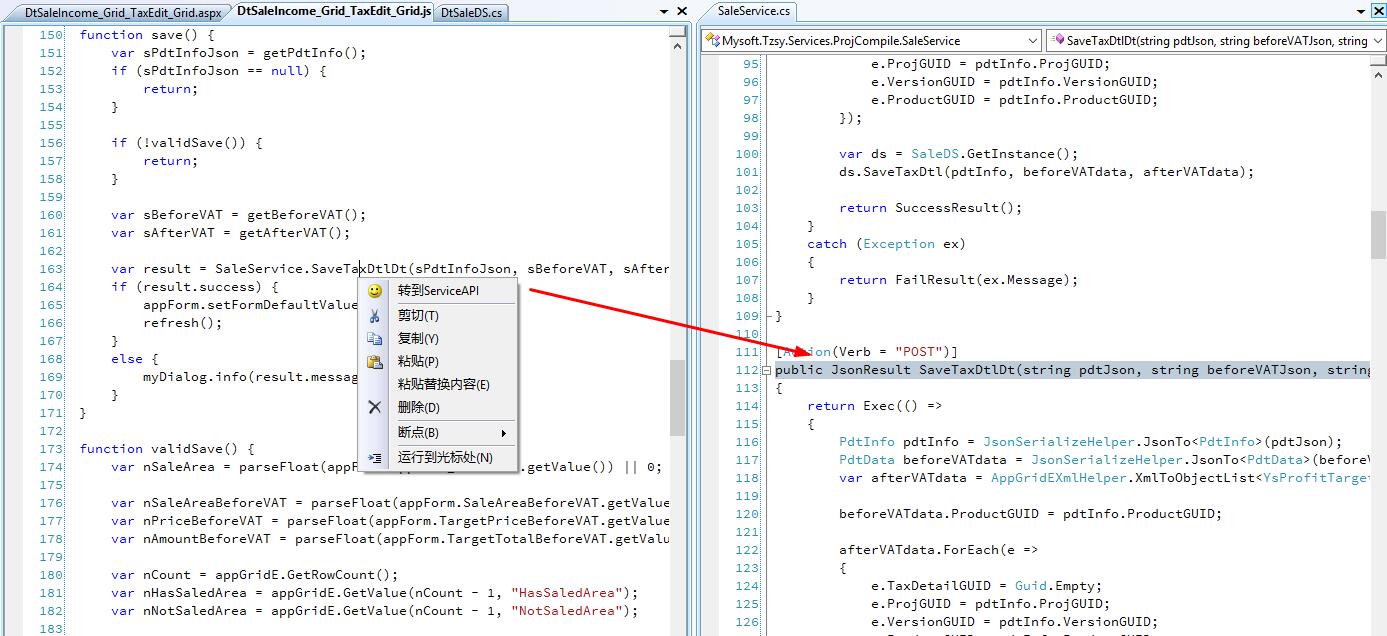 DtSaleIncome_Grid_TaxEdit_Grid.aspx DtSaleIncome_Grid_TaxEdit_Grid.js DtSaleDS.cs
150 function save() {
151 var sPdtInfoJson = getPdtInfo();
152 if (sPdtInfoJson == null) {
153 return;
154 }
155
156 if (!validSave()) {
157 return;
158 }
159
160 var sBeforeVAT = getBeforeVAT();
161 var sAfterVAT = getAfterVAT();
162
163 var result = SaleService.SaveTaxDtlDt(sPdtInfoJson, sBeforeVAT, sAfter
164 if (result.success) {
165 appForm.setFormDefaultValue
166 refresh();
167 }
168 else {
169 myDialog.info(result.messag
170 }
171 }
172
173 function validSave() {
174 var nSaleArea = parseFloat(appF .getValue()) || 0;
175
176 var nSaleAreaBeforeVAT = parseFloat(appForm.SaleAreaBeforeVAT.getValue
177 var nPriceBeforeVAT = parseFloat(appForm.TargetPriceBeforeVAT.getValue
178 var nAmountBeforeVAT = parseFloat(appForm.TargetTotalBeforeVAT.getValu
179
180 var nCount = appGridE.GetRowCount();
181 var nHasSaledArea = appGridE.GetValue(nCount - 1, "HasSaledArea");
182 var nNotSaledArea = appGridE.GetValue(nCount - 1, "NotSaledArea");
183
转到ServiceAPI
剪切(T)
复制(Y)
粘贴(P)
粘贴替换内容(E)
删除(D)
断点(B)
运行到光标处(N)
SaleService.cs
Mysoft.Tzsy.Services.ProjCompile.SaleService SaveTaxDtlDt(string pdtJson, string beforeVATJson, string
95 e.ProjGUID = pdtInfo.ProjGUID;
96 e.VersionGUID = pdtInfo.VersionGUID;
97 e.ProductGUID = pdtInfo.ProductGUID;
98 });
99
100 var ds = SaleDS.GetInstance();
101 ds.SaveTaxDtl(pdtInfo, beforeVATdata, afterVATdata);
102
103 return SuccessResult();
104 }
105 catch (Exception ex)
106 {
107 return FailResult(ex.Message);
108 }
109 }
110
111 [Action(Verb = "POST")]
112 public JsonResult SaveTaxDtlDt(string pdtJson, string beforeVATJson, string
113 {
114 return Exec(() =>
115 {
116 PdtInfo pdtInfo = JsonSerializeHelper.JsonTo<PdtInfo>(pdtJson);
117 PdtData beforeVATdata = JsonSerializeHelper.JsonTo<PdtData>(beforeV
118 var afterVATdata = AppGridEXmlHelper.XmlToObjectList<YsProfitTarget
119
120 beforeVATdata.ProductGUID = pdtInfo.ProductGUID;
121
122 afterVATdata.ForEach(e =>
123 {
124 e.TaxDetailGUID = Guid.Empty;
125 e.ProjGUID = pdtInfo.ProjGUID;
126 e.VersionGUID = pdtInfo.VersionGUID;